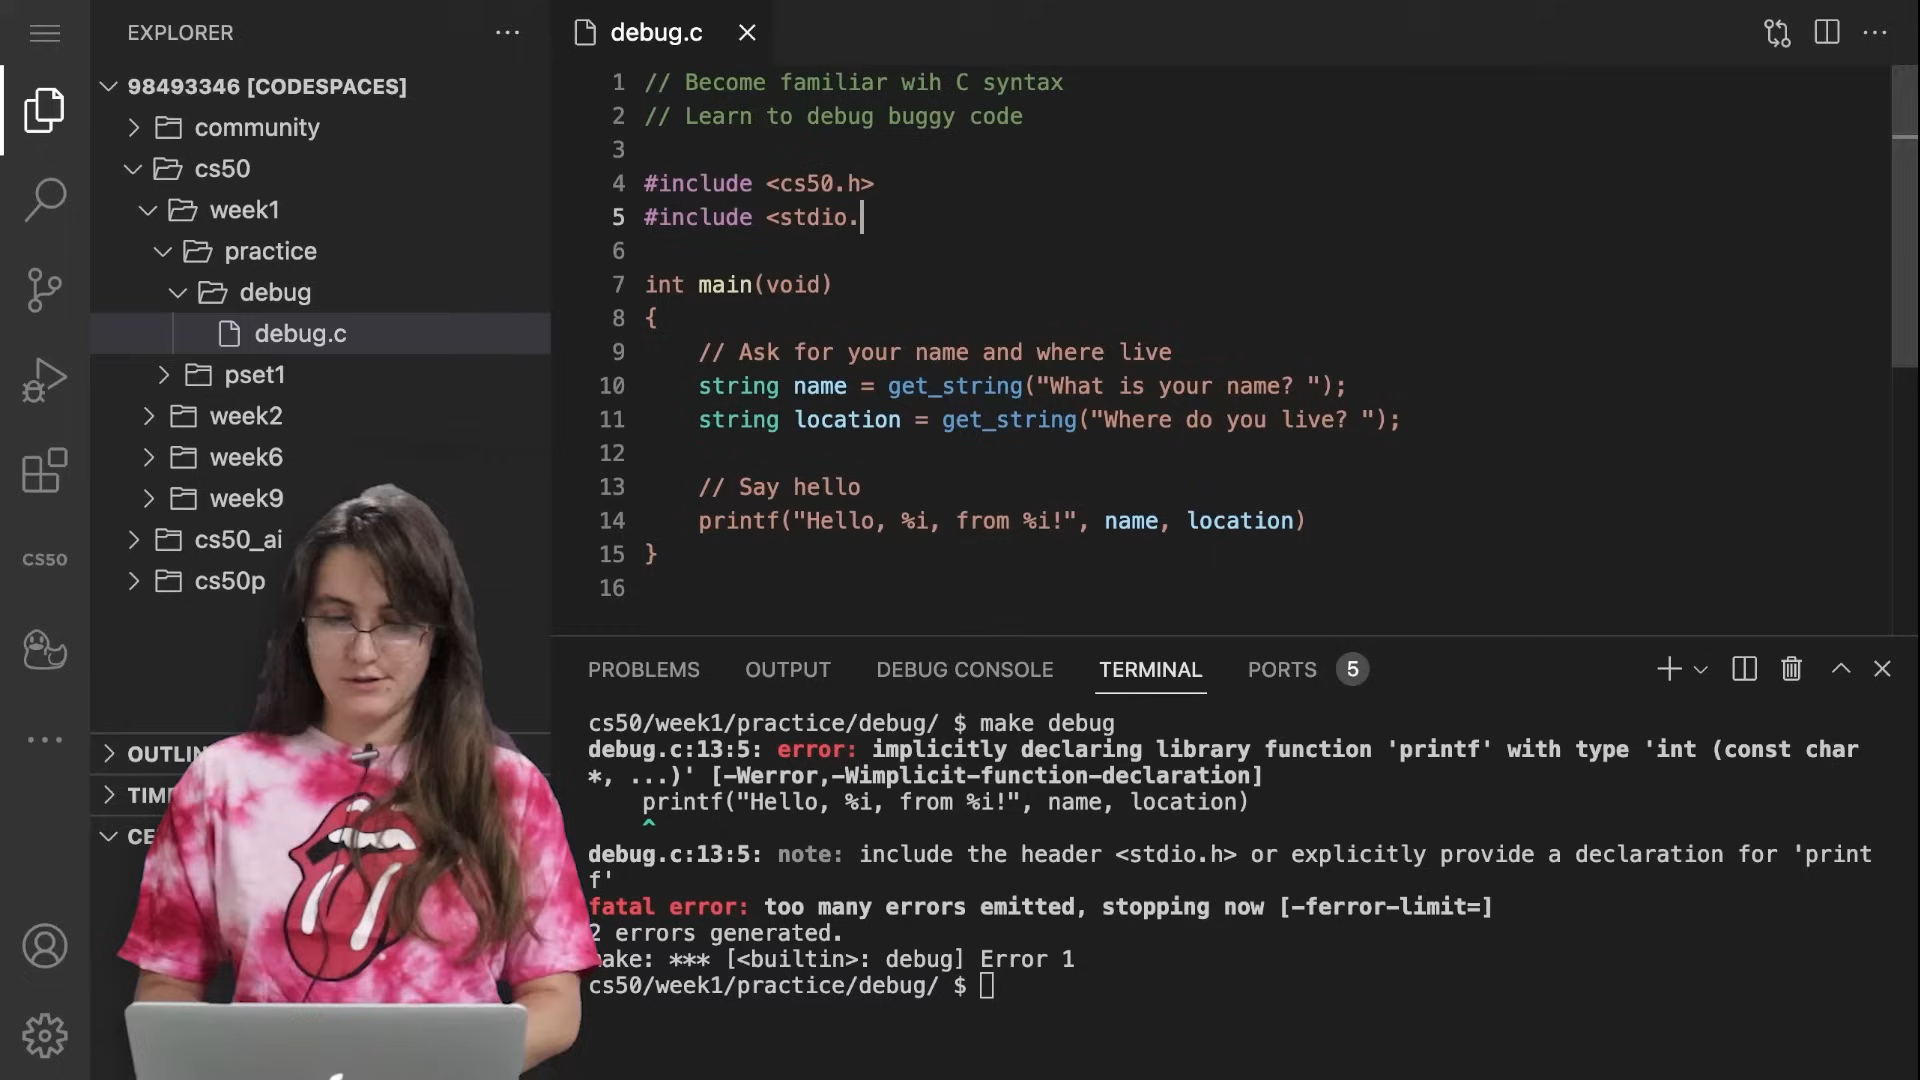 EXPLORER
98493346 [CODESPACES]
community
cs50
week1
practice
debug
debug.c
pset1
week2
week6
week9
cs50_ai
cs50p
CS50
debug.c
1 // Become familiar wih C syntax
2 // Learn to debug buggy code
3
4 #include <cs50.h>
5 #include <stdio.
6
7 int main(void)
8 {
9 // Ask for your name and where live
10 string name = get_string("What is your name? ");
11 string location = get_string("Where do you live? ");
12
13 // Say hello
14 printf("Hello, %i, from %i!", name, location)
15 }
16
PROBLEMS OUTPUT DEBUG CONSOLE TERMINAL PORTS 5
cs50/week1/practice/debug/ $ make debug
debug.c:13:5: error: implicitly declaring library function 'printf' with type 'int (const char
*, ...)' [-Werror,-Wimplicit-function-declaration]
printf("Hello, %i, from %i!", name, location)
^
debug.c:13:5: note: include the header <stdio.h> or explicitly provide a declaration for 'print
f'
fatal error: too many errors emitted, stopping now [-ferror-limit=]
2 errors generated.
make: *** [<builtin>: debug] Error 1
cs50/week1/practice/debug/ $